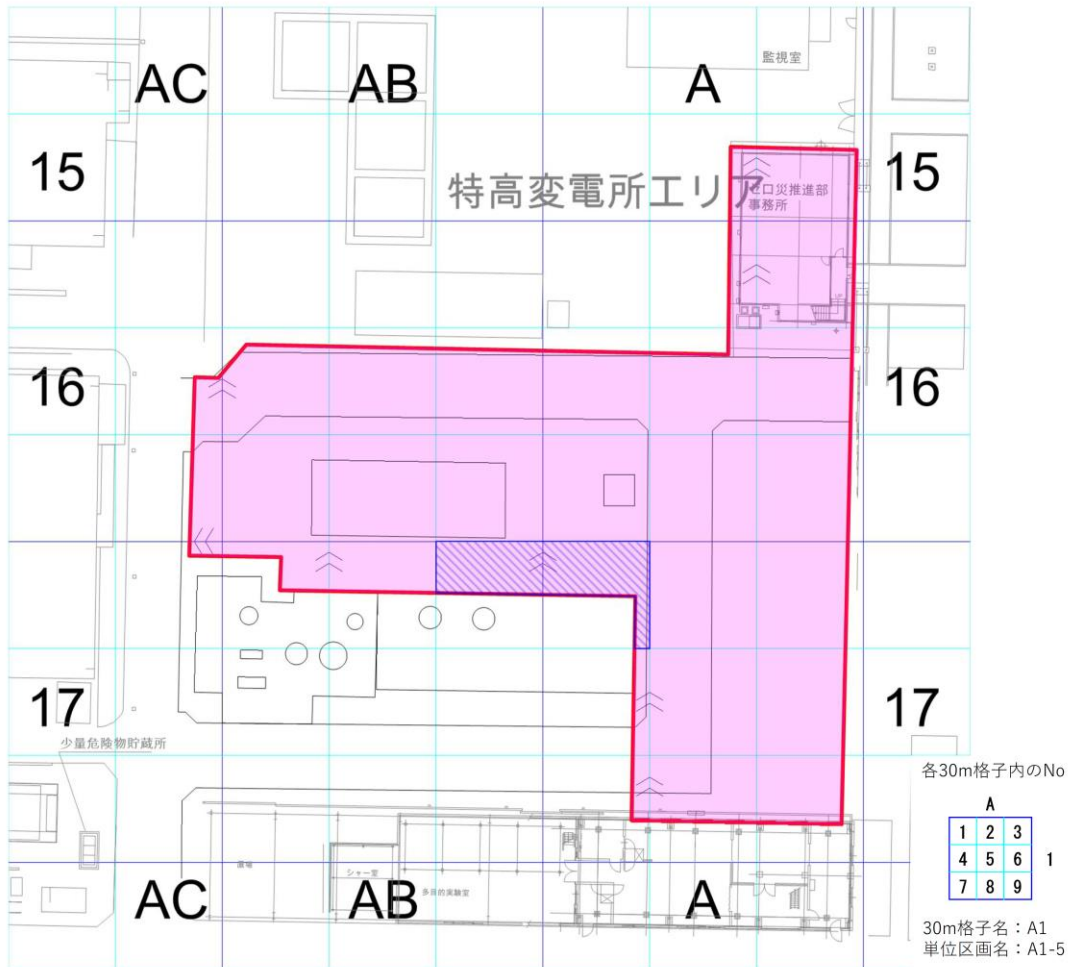 監視室
AC AB A
15 15
特高変電所エリア
ゼロ災推進部
事務所
16 16
17 17
少量危険物貯蔵所
各30m格子内のNo
A
1 2 3
4 5 6 1
7 8 9
シャー室
多目的実験室
AC AB A
30m格子名：A1
単位区画名：A1-5